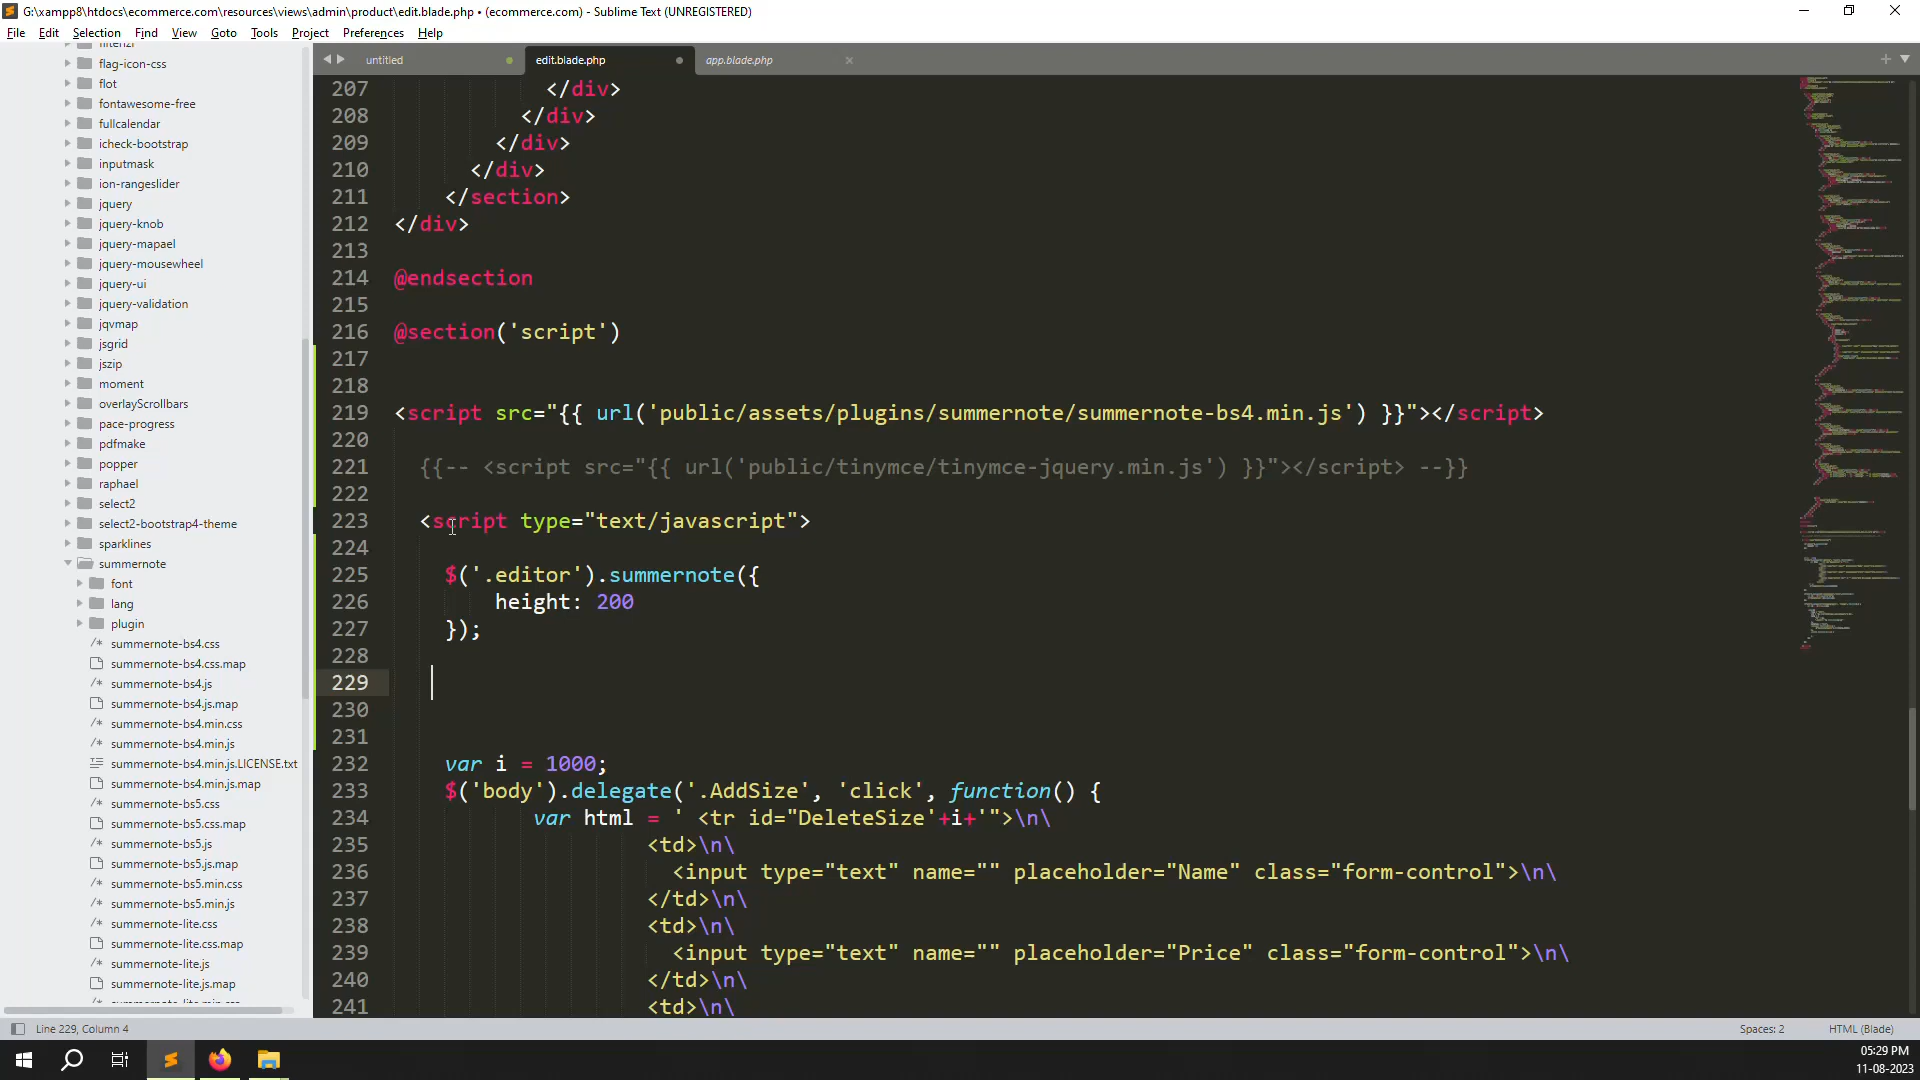 G:\xampp8\htdocs\ecommerce.com\resources\views\admin\product\edit.blade.php • (ecommerce.com) - Sublime Text (UNREGISTERED)
File Edit Selection Find View Goto Tools Project Preferences Help
flag-icon-css
flot
fontawesome-free
fullcalendar
icheck-bootstrap
inputmask
ion-rangeslider
jquery
jquery-knob
jquery-mapael
jquery-mousewheel
jquery-ui
jquery-validation
jqvmap
jsgrid
jszip
moment
overlayScrollbars
pace-progress
pdfmake
popper
raphael
select2
select2-bootstrap4-theme
sparklines
summernote
font
lang
plugin
summernote-bs4.css
summernote-bs4.css.map
summernote-bs4.js
summernote-bs4.js.map
summernote-bs4.min.css
summernote-bs4.min.js
summernote-bs4.min.js.LICENSE.txt
summernote-bs4.min.js.map
summernote-bs5.css
summernote-bs5.css.map
summernote-bs5.js
summernote-bs5.js.map
summernote-bs5.min.css
summernote-bs5.min.js
summernote-lite.css
summernote-lite.css.map
summernote-lite.js
summernote-lite.js.map
untitled edit.blade.php app.blade.php
207 </div>
208 </div>
209 </div>
210 </div>
211 </section>
212 </div>
213
214 @endsection
215
216 @section('script')
217
218
219 <script src="{{ url('public/assets/plugins/summernote/summernote-bs4.min.js') }}"></script>
220
221 {{-- <script src="{{ url('public/tinymce/tinymce-jquery.min.js') }}"></script> --}}
222
223 <script type="text/javascript">
224
225 $('.editor').summernote({
226 height: 200
227 });
228
229
230
231
232 var i = 1000;
233 $('body').delegate('.AddSize', 'click', function() {
234 var html = ' <tr id="DeleteSize'+i+'">\n\
235 <td>\n\
236 <input type="text" name="" placeholder="Name" class="form-control">\n\
237 </td>\n\
238 <td>\n\
239 <input type="text" name="" placeholder="Price" class="form-control">\n\
240 </td>\n\
241 <td>\n\
Line 229, Column 4 Spaces: 2 HTML (Blade)
05:29 PM
11-08-2023